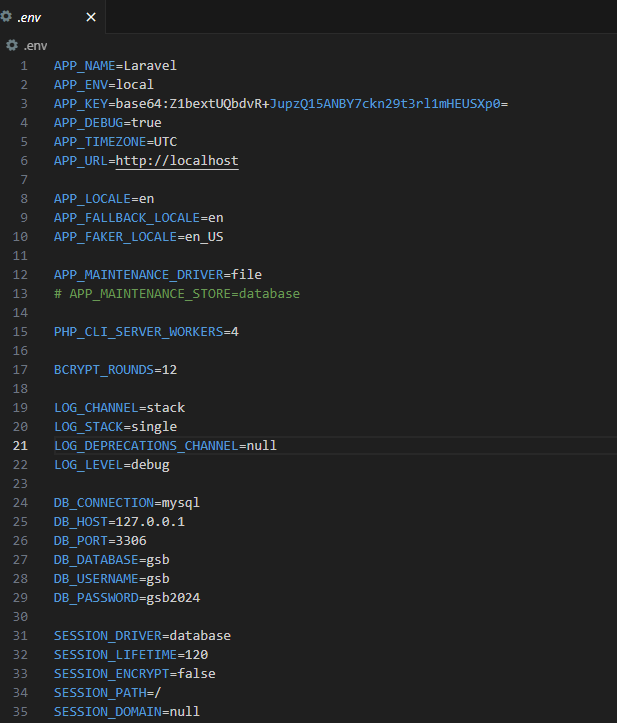 .env
.env
1 APP_NAME=Laravel
2 APP_ENV=local
3 APP_KEY=base64:Z1bextUQbdvR+JupzQ15ANBY7ckn29t3rl1mHEUSXp0=
4 APP_DEBUG=true
5 APP_TIMEZONE=UTC
6 APP_URL=http://localhost
7
8 APP_LOCALE=en
9 APP_FALLBACK_LOCALE=en
10 APP_FAKER_LOCALE=en_US
11
12 APP_MAINTENANCE_DRIVER=file
13 # APP_MAINTENANCE_STORE=database
14
15 PHP_CLI_SERVER_WORKERS=4
16
17 BCRYPT_ROUNDS=12
18
19 LOG_CHANNEL=stack
20 LOG_STACK=single
21 LOG_DEPRECATIONS_CHANNEL=null
22 LOG_LEVEL=debug
23
24 DB_CONNECTION=mysql
25 DB_HOST=127.0.0.1
26 DB_PORT=3306
27 DB_DATABASE=gsb
28 DB_USERNAME=gsb
29 DB_PASSWORD=gsb2024
30
31 SESSION_DRIVER=database
32 SESSION_LIFETIME=120
33 SESSION_ENCRYPT=false
34 SESSION_PATH=/
35 SESSION_DOMAIN=null